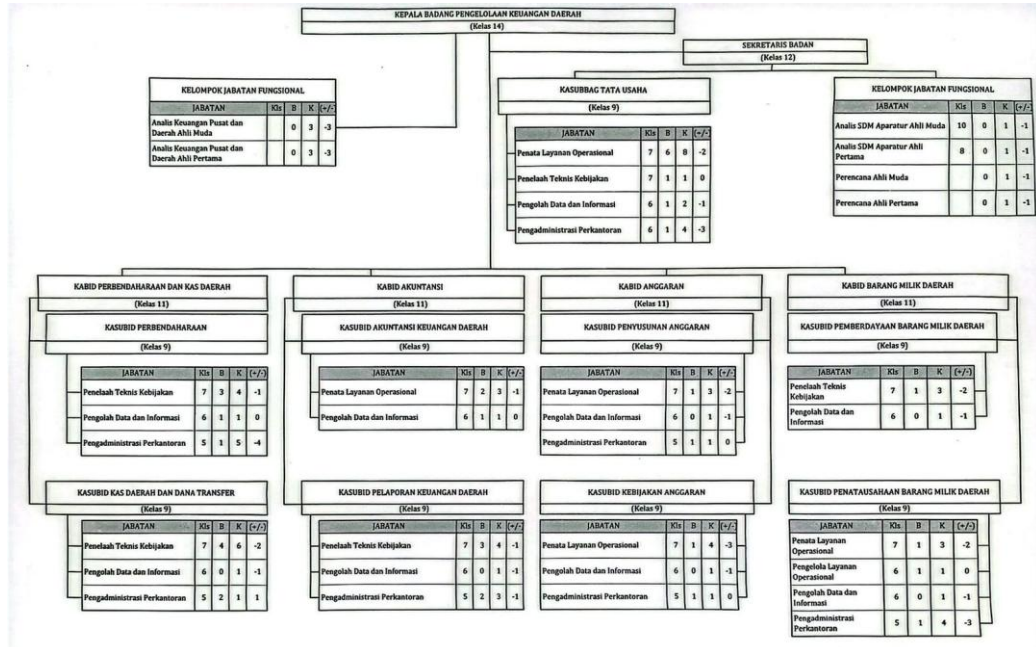 KEPALA BADANG PENGELOLAAN KEUANGAN DAERAH
(Kelas 14)
SEKRETARIS BADAN
(Kelas 12)
KELOMPOK JABATAN FUNGSIONAL
JABATAN Kls B K (+/-)
Analis Keuangan Pusat dan
Daerah Ahli Muda 0 3 -3
Analis Keuangan Pusat dan
Daerah Ahli Pertama 0 3 -3
KASUBBAG TATA USAHA
(Kelas 9)
JABATAN Kls B K (+/-)
Penata Layanan Operasional 7 6 8 -2
Penelaah Teknis Kebijakan 7 1 1 0
Pengolah Data dan Informasi 6 1 2 -1
Pengadministrasi Perkantoran 6 1 4 -3
KELOMPOK JABATAN FUNGSIONAL
JABATAN Kls B K (+/-)
Analis SDM Aparatur Ahli Muda 10 0 1 -1
Analis SDM Aparatur Ahli
Pertama 8 0 1 -1
Perencana Ahli Muda 0 1 -1
Perencana Ahli Pertama 0 1 -1
KABID PERBENDAHARAAN DAN KAS DAERAH
(Kelas 11)
KASUBID PERBENDAHARAAN
(Kelas 9)
JABATAN Kls B K (+/-)
Penelaah Teknis Kebijakan 7 3 4 -1
Pengolah Data dan Informasi 6 1 1 0
Pengadministrasi Perkantoran 5 1 5 -4
KASUBID KAS DAERAH DAN DANA TRANSFER
(Kelas 9)
JABATAN Kls B K (+/-)
Penelaah Teknis Kebijakan 7 4 6 -2
Pengolah Data dan Informasi 6 0 1 -1
Pengadministrasi Perkantoran 5 2 1 1
KABID AKUNTANSI
(Kelas 11)
KASUBID AKUNTANSI KEUANGAN DAERAH
(Kelas 9)
JABATAN Kls B K (+/-)
Penata Layanan Operasional 7 2 3 -1
Pengolah Data dan Informasi 6 1 1 0
KASUBID PELAPORAN KEUANGAN DAERAH
(Kelas 9)
JABATAN Kls B K (+/-)
Penelaah Teknis Kebijakan 7 3 4 -1
Pengolah Data dan Informasi 6 0 1 -1
Pengadministrasi Perkantoran 5 2 3 -1
KABID ANGGARAN
(Kelas 11)
KASUBID PENYUSUNAN ANGGARAN
(Kelas 9)
JABATAN Kls B K (+/-)
Penata Layanan Operasional 7 1 3 -2
Pengolah Data dan Informasi 6 0 1 -1
Pengadministrasi Perkantoran 5 1 1 0
KASUBID KEBIJAKAN ANGGARAN
(Kelas 9)
JABATAN Kls B K (+/-)
Penata Layanan Operasional 7 1 4 -3
Pengolah Data dan Informasi 6 0 1 -1
Pengadministrasi Perkantoran 5 1 1 0
KABID BARANG MILIK DAERAH
(Kelas 11)
KASUBID PEMBERDAYAAN BARANG MILIK DAERAH
(Kelas 9)
JABATAN Kls B K (+/-)
Penelaah Teknis
Kebijakan 7 1 3 -2
Pengolah Data dan
Informasi 6 0 1 -1
KASUBID PENATAUSAHAAN BARANG MILIK DAERAH
(Kelas 9)
JABATAN Kls B K (+/-)
Penata Layanan
Operasional 7 1 3 -2
Pengelola Layanan
Operasional 6 1 1 0
Pengolah Data dan
Informasi 6 0 1 -1
Pengadministrasi
Perkantoran 5 1 4 -3